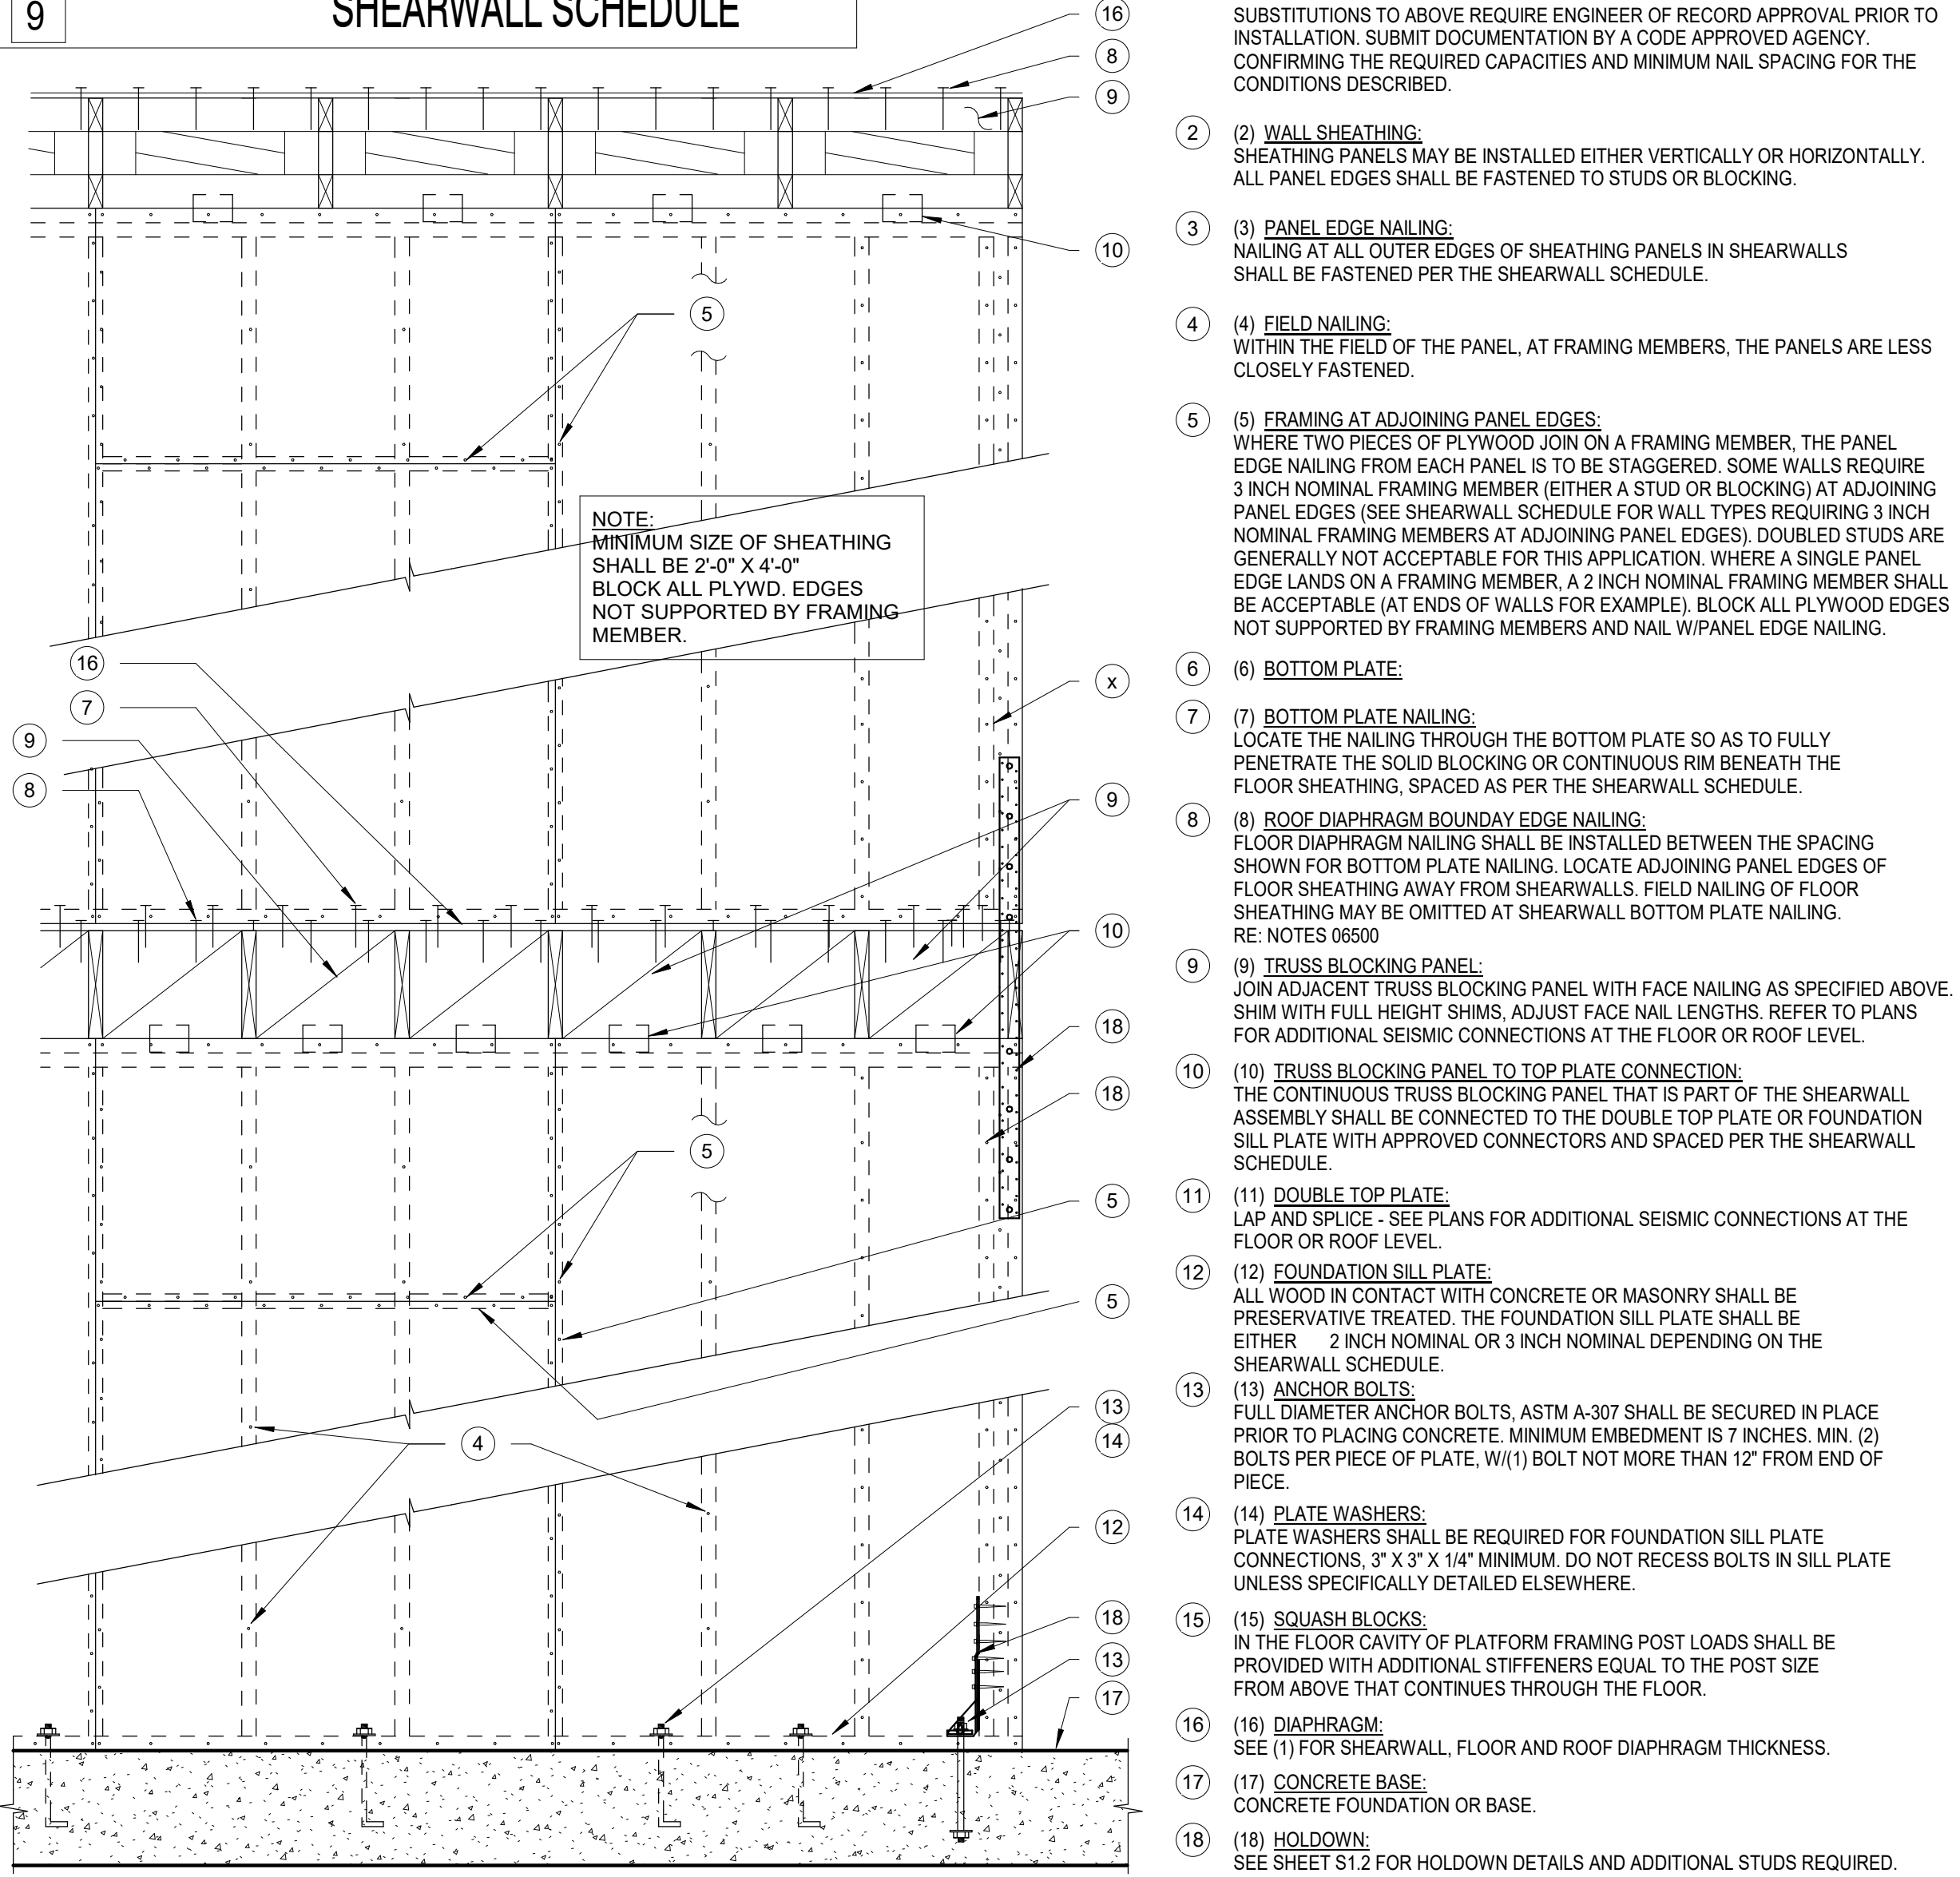 9
SHEARWALL SCHEDULE
16
8
9
10
5
NOTE:
MINIMUM SIZE OF SHEATHING
SHALL BE 2'-0" X 4'-0"
BLOCK ALL PLYWD. EDGES
NOT SUPPORTED BY FRAMING
MEMBER.
16
7
9
8
x
9
10
18
18
5
5
5
4
13
14
12
18
13
17
SUBSTITUTIONS TO ABOVE REQUIRE ENGINEER OF RECORD APPROVAL PRIOR TO
INSTALLATION. SUBMIT DOCUMENTATION BY A CODE APPROVED AGENCY.
CONFIRMING THE REQUIRED CAPACITIES AND MINIMUM NAIL SPACING FOR THE
CONDITIONS DESCRIBED.
2 (2) WALL SHEATHING:
SHEATHING PANELS MAY BE INSTALLED EITHER VERTICALLY OR HORIZONTALLY.
ALL PANEL EDGES SHALL BE FASTENED TO STUDS OR BLOCKING.
3 (3) PANEL EDGE NAILING:
NAILING AT ALL OUTER EDGES OF SHEATHING PANELS IN SHEARWALLS
SHALL BE FASTENED PER THE SHEARWALL SCHEDULE.
4 (4) FIELD NAILING:
WITHIN THE FIELD OF THE PANEL, AT FRAMING MEMBERS, THE PANELS ARE LESS
CLOSELY FASTENED.
5 (5) FRAMING AT ADJOINING PANEL EDGES:
WHERE TWO PIECES OF PLYWOOD JOIN ON A FRAMING MEMBER, THE PANEL
EDGE NAILING FROM EACH PANEL IS TO BE STAGGERED. SOME WALLS REQUIRE
3 INCH NOMINAL FRAMING MEMBER (EITHER A STUD OR BLOCKING) AT ADJOINING
PANEL EDGES (SEE SHEARWALL SCHEDULE FOR WALL TYPES REQUIRING 3 INCH
NOMINAL FRAMING MEMBERS AT ADJOINING PANEL EDGES). DOUBLED STUDS ARE
GENERALLY NOT ACCEPTABLE FOR THIS APPLICATION. WHERE A SINGLE PANEL
EDGE LANDS ON A FRAMING MEMBER, A 2 INCH NOMINAL FRAMING MEMBER SHALL
BE ACCEPTABLE (AT ENDS OF WALLS FOR EXAMPLE). BLOCK ALL PLYWOOD EDGES
NOT SUPPORTED BY FRAMING MEMBERS AND NAIL W/PANEL EDGE NAILING.
6 (6) BOTTOM PLATE:
7 (7) BOTTOM PLATE NAILING:
LOCATE THE NAILING THROUGH THE BOTTOM PLATE SO AS TO FULLY
PENETRATE THE SOLID BLOCKING OR CONTINUOUS RIM BENEATH THE
FLOOR SHEATHING, SPACED AS PER THE SHEARWALL SCHEDULE.
8 (8) ROOF DIAPHRAGM BOUNDAY EDGE NAILING:
FLOOR DIAPHRAGM NAILING SHALL BE INSTALLED BETWEEN THE SPACING
SHOWN FOR BOTTOM PLATE NAILING. LOCATE ADJOINING PANEL EDGES OF
FLOOR SHEATHING AWAY FROM SHEARWALLS. FIELD NAILING OF FLOOR
SHEATHING MAY BE OMITTED AT SHEARWALL BOTTOM PLATE NAILING.
RE: NOTES 06500
9 (9) TRUSS BLOCKING PANEL:
JOIN ADJACENT TRUSS BLOCKING PANEL WITH FACE NAILING AS SPECIFIED ABOVE.
SHIM WITH FULL HEIGHT SHIMS, ADJUST FACE NAIL LENGTHS. REFER TO PLANS
FOR ADDITIONAL SEISMIC CONNECTIONS AT THE FLOOR OR ROOF LEVEL.
10 (10) TRUSS BLOCKING PANEL TO TOP PLATE CONNECTION:
THE CONTINUOUS TRUSS BLOCKING PANEL THAT IS PART OF THE SHEARWALL
ASSEMBLY SHALL BE CONNECTED TO THE DOUBLE TOP PLATE OR FOUNDATION
SILL PLATE WITH APPROVED CONNECTORS AND SPACED PER THE SHEARWALL
SCHEDULE.
11 (11) DOUBLE TOP PLATE:
LAP AND SPLICE - SEE PLANS FOR ADDITIONAL SEISMIC CONNECTIONS AT THE
FLOOR OR ROOF LEVEL.
12 (12) FOUNDATION SILL PLATE:
ALL WOOD IN CONTACT WITH CONCRETE OR MASONRY SHALL BE
PRESERVATIVE TREATED. THE FOUNDATION SILL PLATE SHALL BE
EITHER 2 INCH NOMINAL OR 3 INCH NOMINAL DEPENDING ON THE
SHEARWALL SCHEDULE.
13 (13) ANCHOR BOLTS:
FULL DIAMETER ANCHOR BOLTS, ASTM A-307 SHALL BE SECURED IN PLACE
PRIOR TO PLACING CONCRETE. MINIMUM EMBEDMENT IS 7 INCHES. MIN. (2)
BOLTS PER PIECE OF PLATE, W/(1) BOLT NOT MORE THAN 12" FROM END OF
PIECE.
14 (14) PLATE WASHERS:
PLATE WASHERS SHALL BE REQUIRED FOR FOUNDATION SILL PLATE
CONNECTIONS, 3" X 3" X 1/4" MINIMUM. DO NOT RECESS BOLTS IN SILL PLATE
UNLESS SPECIFICALLY DETAILED ELSEWHERE.
15 (15) SQUASH BLOCKS:
IN THE FLOOR CAVITY OF PLATFORM FRAMING POST LOADS SHALL BE
PROVIDED WITH ADDITIONAL STIFFENERS EQUAL TO THE POST SIZE
FROM ABOVE THAT CONTINUES THROUGH THE FLOOR.
16 (16) DIAPHRAGM:
SEE (1) FOR SHEARWALL, FLOOR AND ROOF DIAPHRAGM THICKNESS.
17 (17) CONCRETE BASE:
CONCRETE FOUNDATION OR BASE.
18 (18) HOLDOWN:
SEE SHEET S1.2 FOR HOLDOWN DETAILS AND ADDITIONAL STUDS REQUIRED.